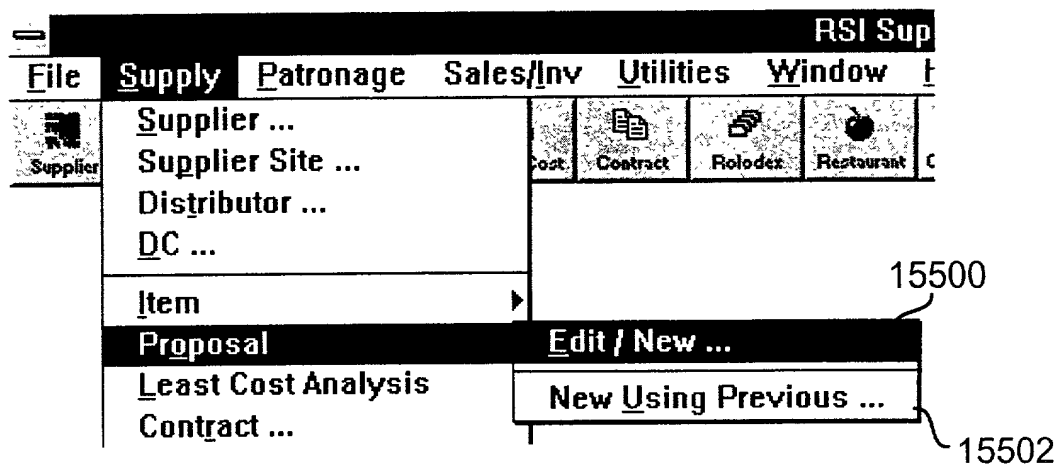 RSI Sup
File Supply Patronage Sales/Inv Utilities Window H
Supplier Cost Contract Rolodex Restaurant
Supplier ...
Supplier Site ...
Distributor ...
DC ...
15500
Item
Proposal Edit / New ...
Least Cost Analysis New Using Previous ...
Contract ...
15502